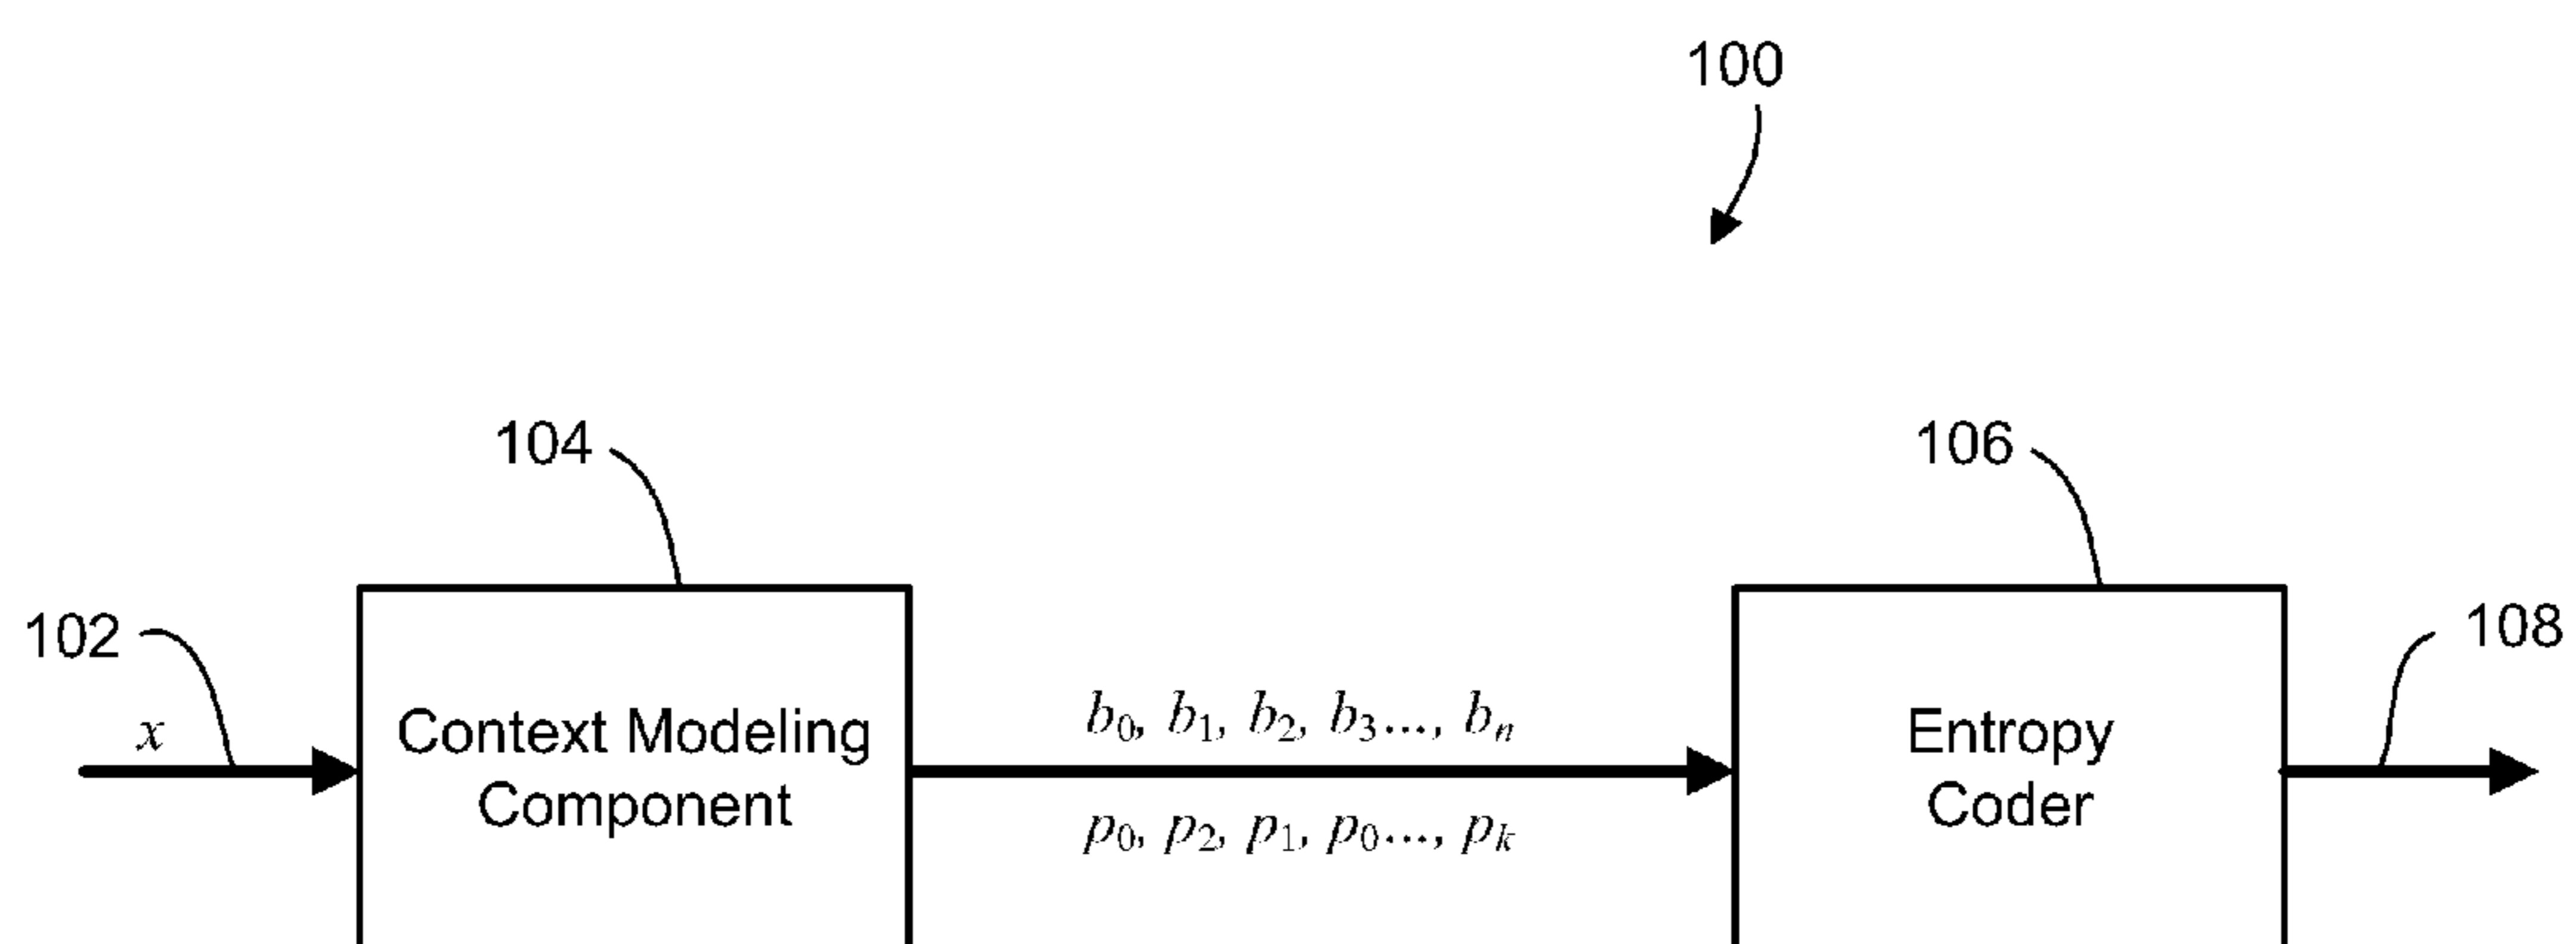 100
104
106
102
108
x
Context Modeling
Component
b₀, b₁, b₂, b₃..., bₙ
p₀, p₂, p₁, p₀..., pₖ
Entropy
Coder